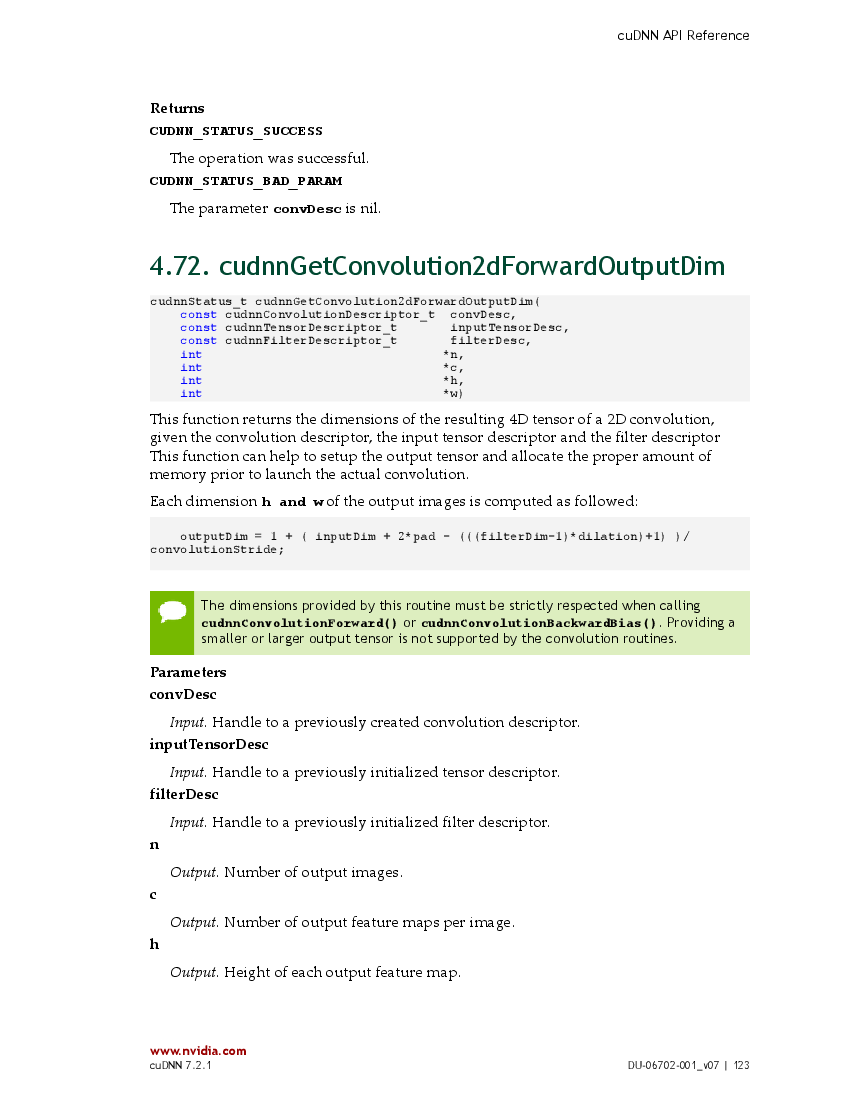 cuDNN API Reference
Returns
CUDNN_STATUS_SUCCESS
The operation was successful.
CUDNN_STATUS_BAD_PARAM
The parameter convDesc is nil.
4.72. cudnnGetConvolution2dForwardOutputDim
cudnnStatus_t cudnnGetConvolution2dForwardOutputDim(
    const cudnnConvolutionDescriptor_t  convDesc,
    const cudnnTensorDescriptor_t       inputTensorDesc,
    const cudnnFilterDescriptor_t       filterDesc,
    int                                *n,
    int                                *c,
    int                                *h,
    int                                *w)
This function returns the dimensions of the resulting 4D tensor of a 2D convolution,
given the convolution descriptor, the input tensor descriptor and the filter descriptor
This function can help to setup the output tensor and allocate the proper amount of
memory prior to launch the actual convolution.
Each dimension h and w of the output images is computed as followed:
    outputDim = 1 + ( inputDim + 2*pad - (((filterDim-1)*dilation)+1) )/
convolutionStride;
The dimensions provided by this routine must be strictly respected when calling
cudnnConvolutionForward() or cudnnConvolutionBackwardBias(). Providing a
smaller or larger output tensor is not supported by the convolution routines.
Parameters
convDesc
Input. Handle to a previously created convolution descriptor.
inputTensorDesc
Input. Handle to a previously initialized tensor descriptor.
filterDesc
Input. Handle to a previously initialized filter descriptor.
n
Output. Number of output images.
c
Output. Number of output feature maps per image.
h
Output. Height of each output feature map.
www.nvidia.com
cuDNN 7.2.1 DU-06702-001_v07 | 123